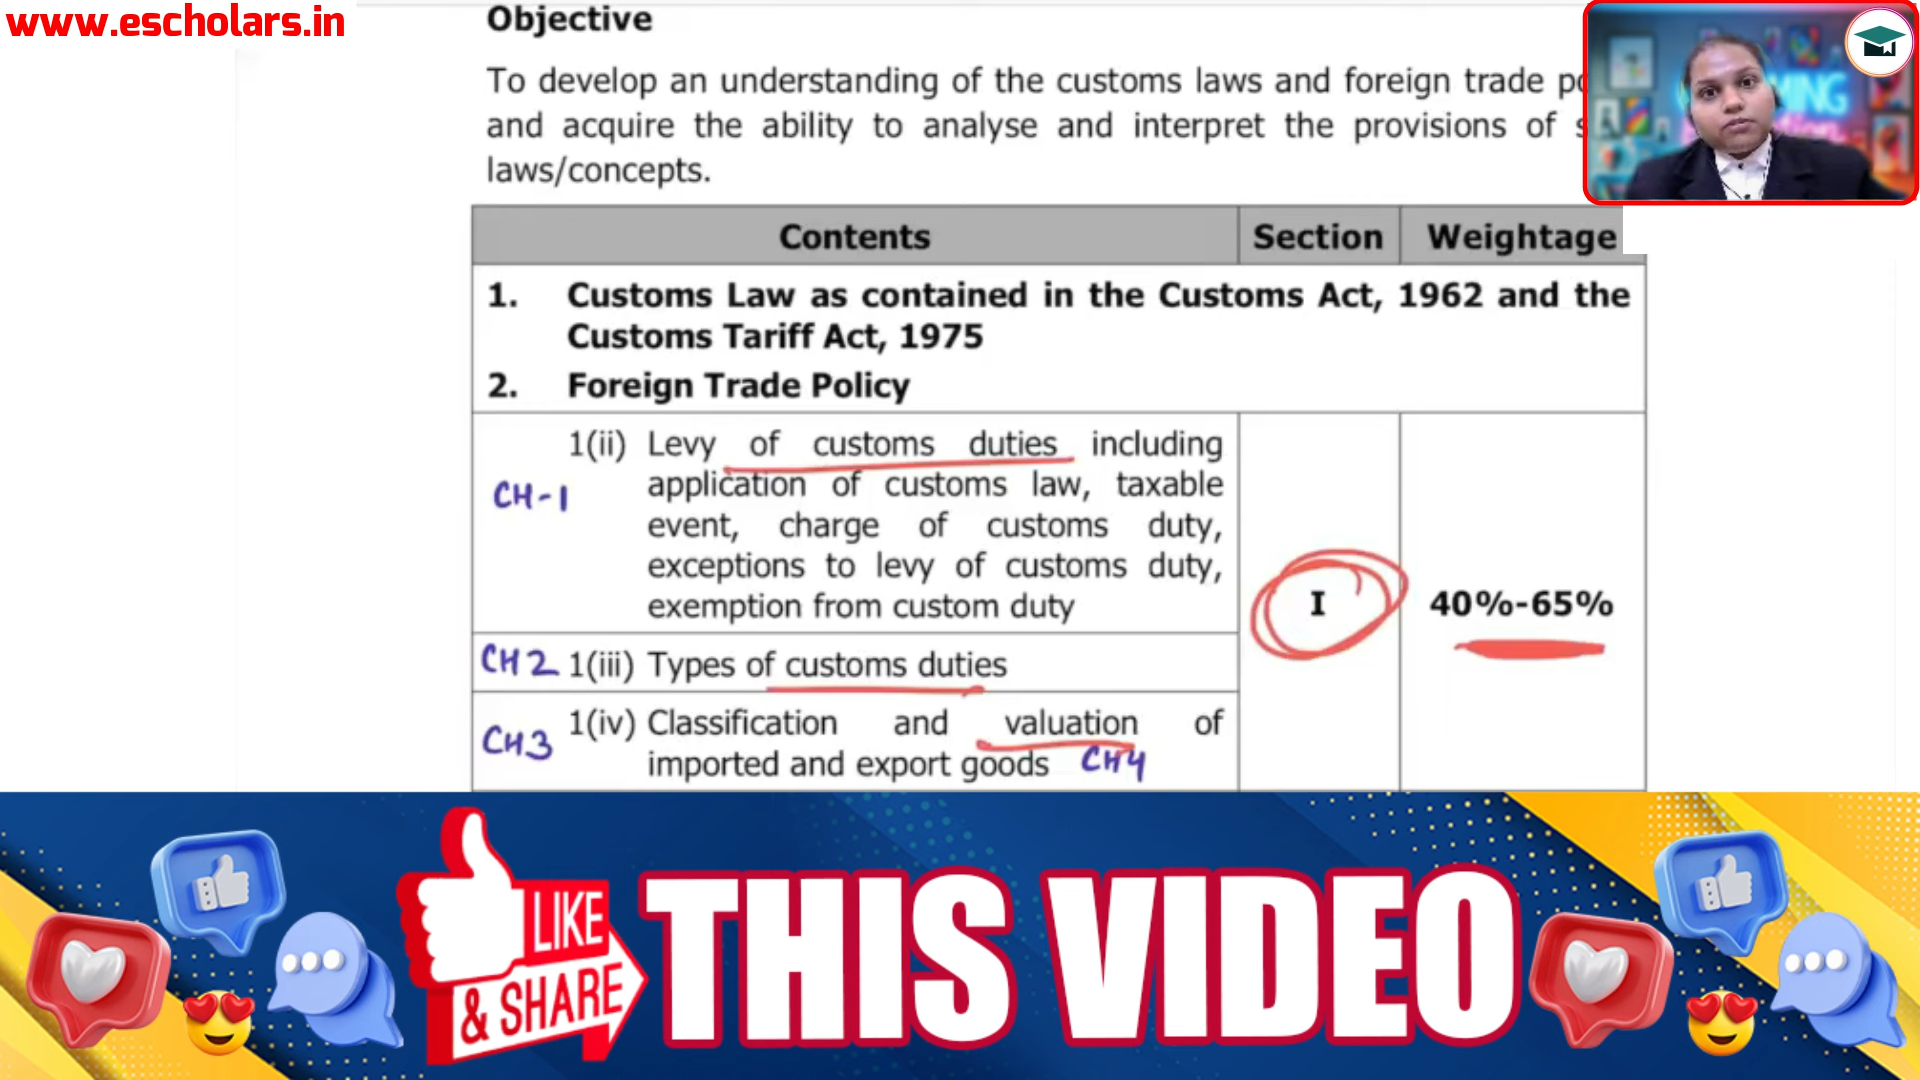 www.escholars.in
Objective
To develop an understanding of the customs laws and foreign trade
and acquire the ability to analyse and interpret the provisions of
laws/concepts.
Contents Section Weightage
1. Customs Law as contained in the Customs Act, 1962 and the
Customs Tariff Act, 1975
2. Foreign Trade Policy
1(ii) Levy of customs duties including
CH-1 application of customs law, taxable
event, charge of customs duty,
exceptions to levy of customs duty,
exemption from custom duty
I 40%-65%
CH2 1(iii) Types of customs duties
CH3 1(iv) Classification and valuation of
imported and export goods CH4
LIKE
& SHARE
THIS VIDEO